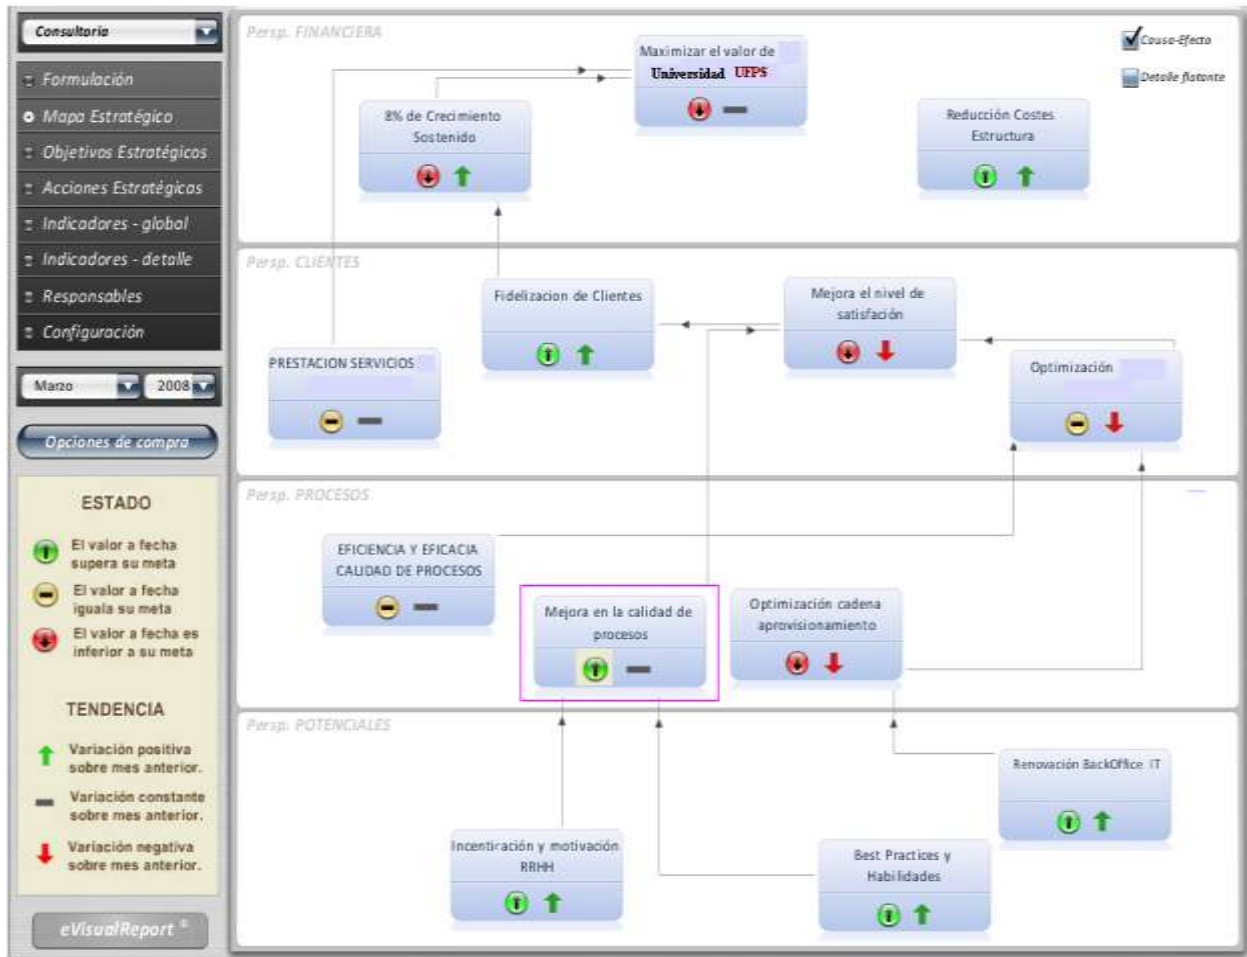 Consultoria
Formulación
Mapa Estratégico
Objetivos Estratégicos
Acciones Estratégicas
Indicadores - global
Indicadores - detalle
Responsables
Configuración
Marzo
2008
Opciones de compra
ESTADO
El valor a fecha
supera su meta
El valor a fecha
iguala su meta
El valor a fecha es
inferior a su meta
TENDENCIA
Variación positiva
sobre mes anterior.
Variación constante
sobre mes anterior.
Variación negativa
sobre mes anterior.
eVisualReport ®
Persp. FINANCIERA
Causa-Efecto
Detalle flotante
Maximizar el valor de
Universidad UFPS
8% de Crecimiento
Sostenido
Reducción Costes
Estructura
Persp. CLIENTES
Fidelizacion de Clientes
Mejora el nivel de
satisfacción
PRESTACION SERVICIOS
Optimización
Persp. PROCESOS
EFICIENCIA Y EFICACIA
CALIDAD DE PROCESOS
Mejora en la calidad de
procesos
Optimización cadena
aprovisionamiento
Persp. POTENCIALES
Renovación BackOffice IT
Incentivación y motivación
RRHH
Best Practices y
Habilidades